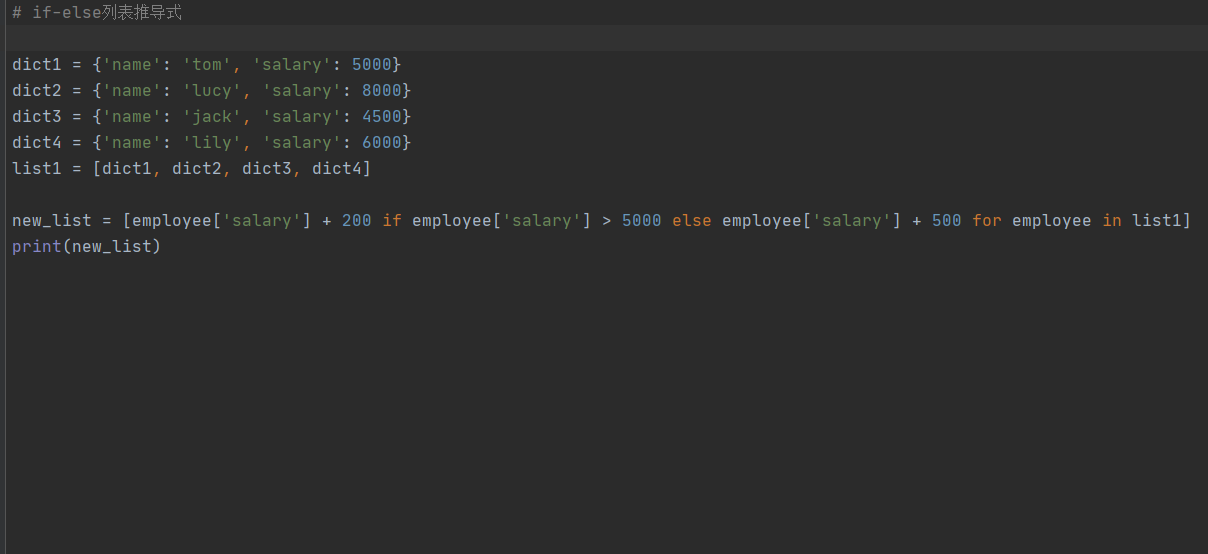 # if-else列表推导式
dict1 = {'name': 'tom', 'salary': 5000}
dict2 = {'name': 'lucy', 'salary': 8000}
dict3 = {'name': 'jack', 'salary': 4500}
dict4 = {'name': 'lily', 'salary': 6000}
list1 = [dict1, dict2, dict3, dict4]
new_list = [employee['salary'] + 200 if employee['salary'] > 5000 else employee['salary'] + 500 for employee in list1]
print(new_list)